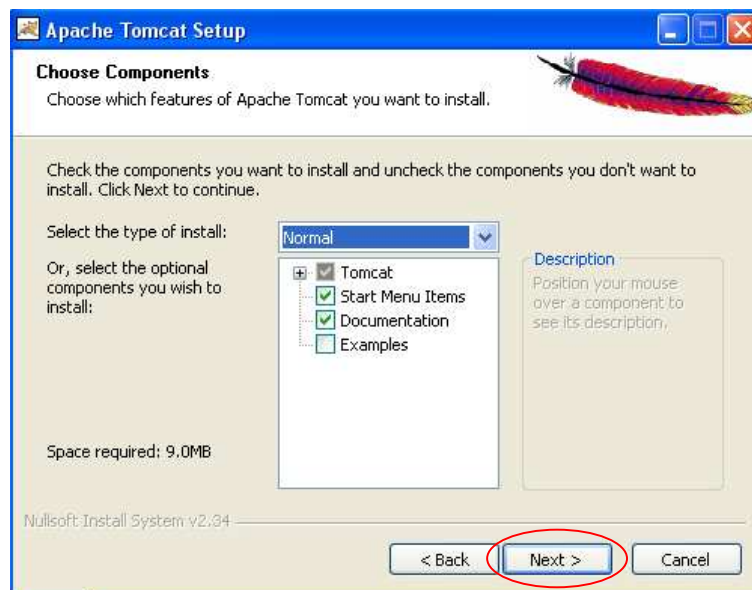 Apache Tomcat Setup
Choose Components
Choose which features of Apache Tomcat you want to install.
Check the components you want to install and uncheck the components you don't want to
install. Click Next to continue.
Select the type of install:
Normal
Or, select the optional
components you wish to
install:
Tomcat
Start Menu Items
Documentation
Examples
Description
Position your mouse
over a component to
see its description.
Space required: 9.0MB
Nullsoft Install System v2.34
< Back
Next >
Cancel